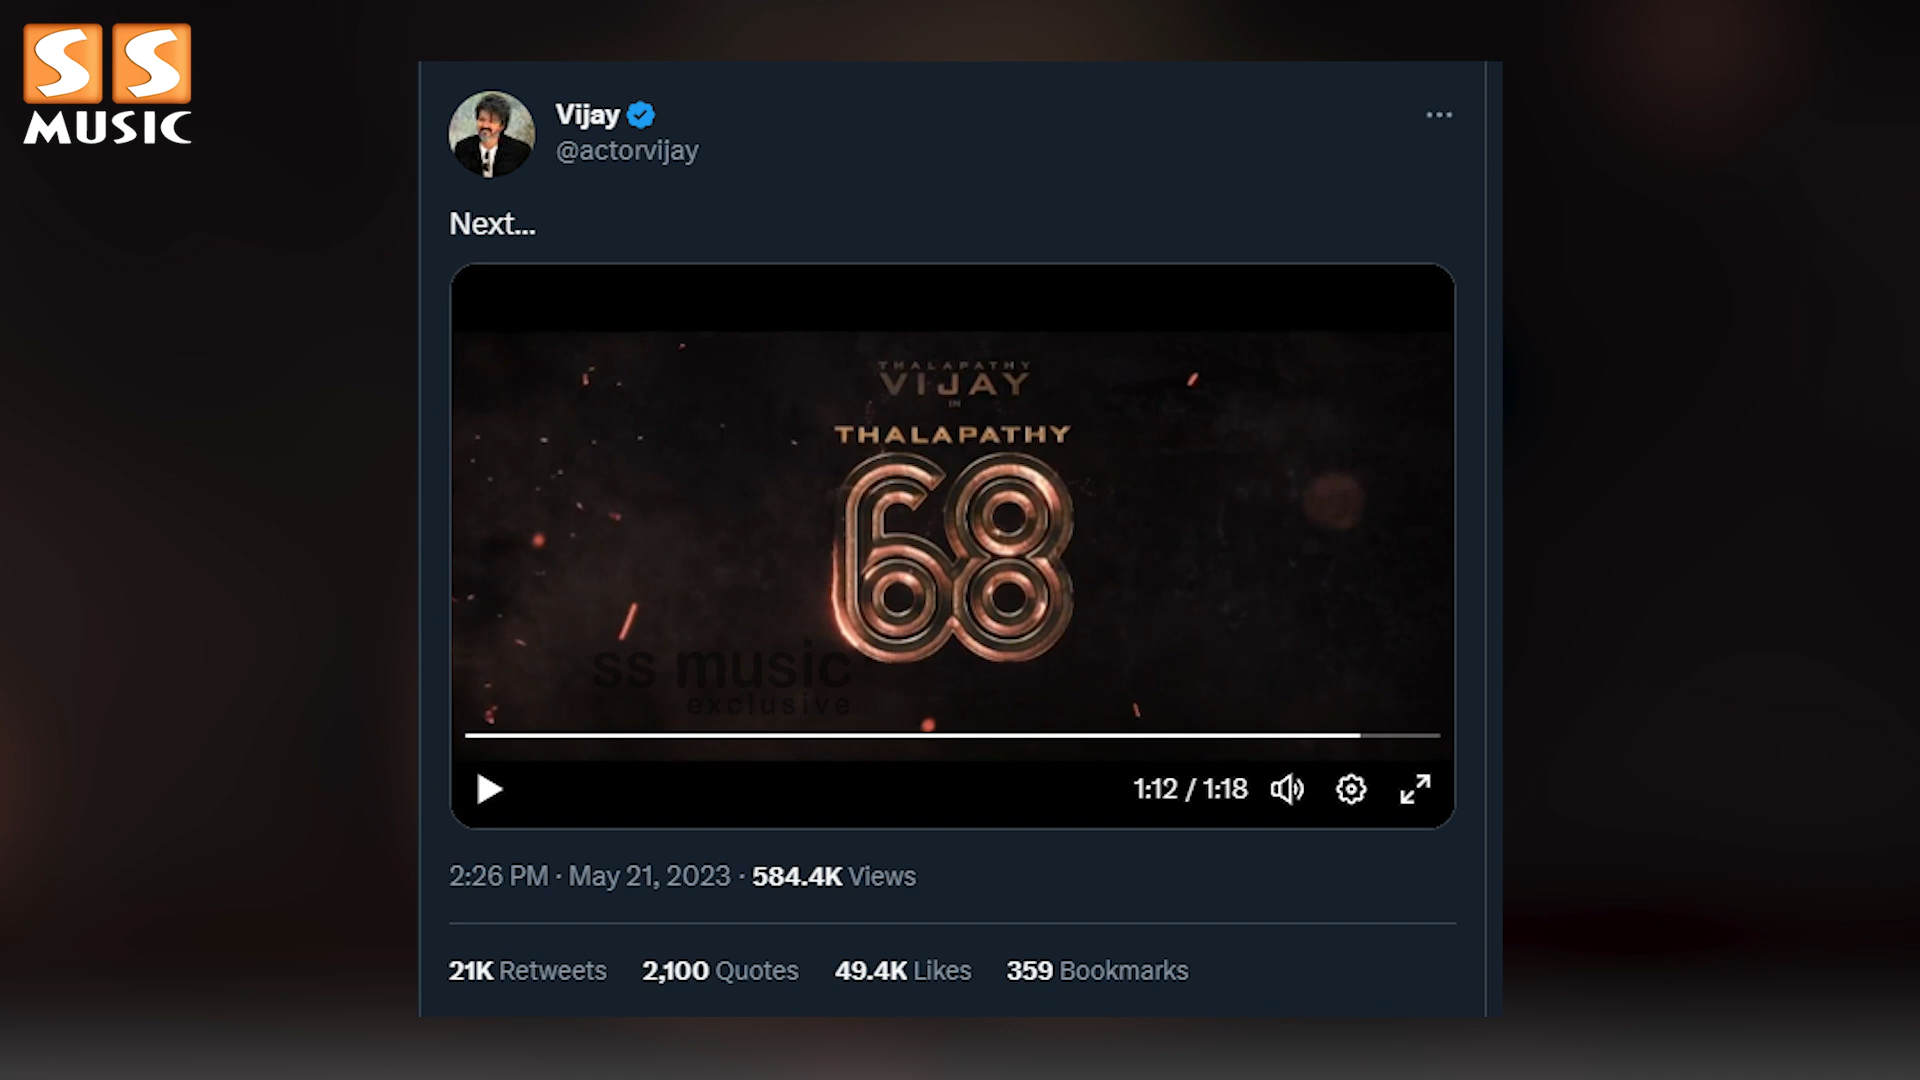 SS
MUSIC
Vijay
@actorvijay
Next...
THALAPATHY
VIJAY
IN
THALAPATHY
68
ss music
exclusive
1:12 / 1:18
2:26 PM · May 21, 2023 · 584.4K Views
21K Retweets 2,100 Quotes 49.4K Likes 359 Bookmarks